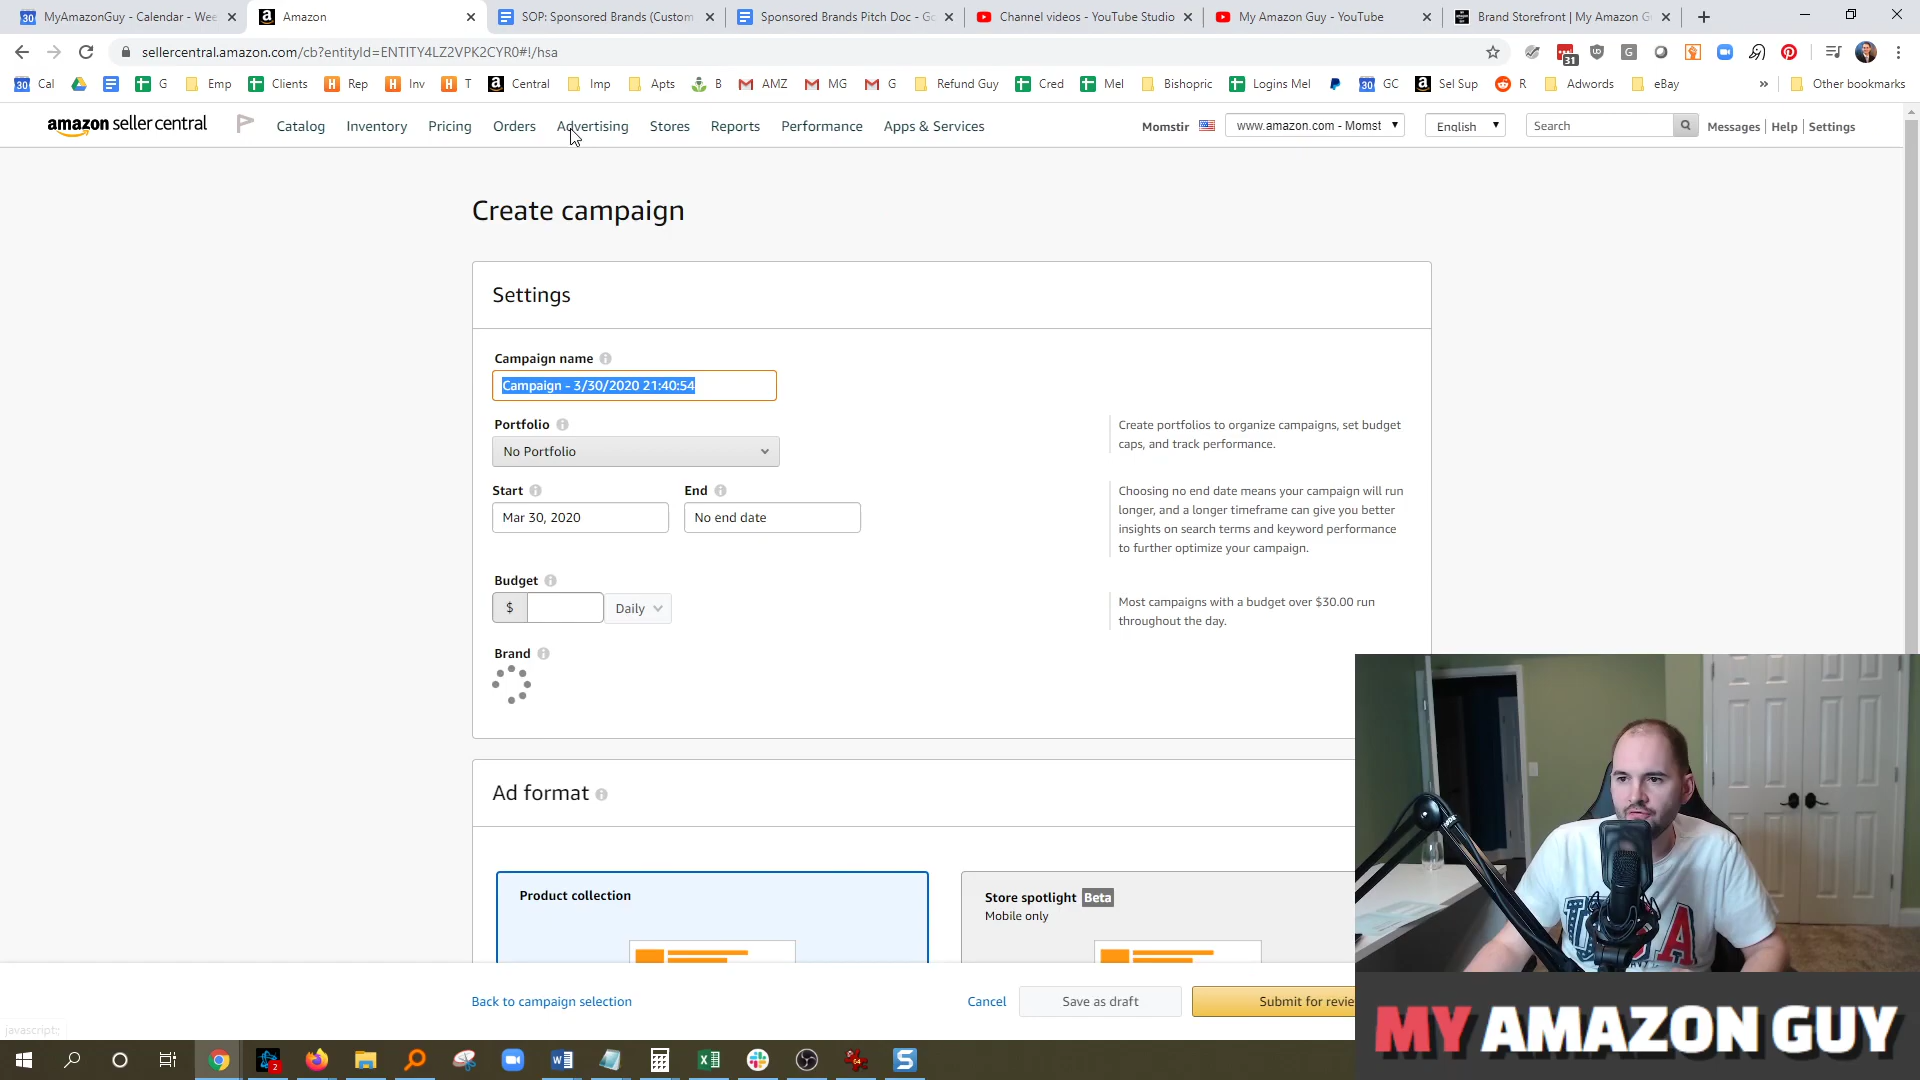 MyAmazonGuy - Calendar - Wee
Amazon
SOP: Sponsored Brands (Custom
Sponsored Brands Pitch Doc - Go
Channel videos - YouTube Studio
My Amazon Guy - YouTube
Brand Storefront | My Amazon G
sellercentral.amazon.com/cb?entityId=ENTITY4LZ2VPK2CYR0#!/hsa
31
Cal
G
Emp
Clients
Rep
Inv
T
Central
Imp
Apts
B
AMZ
MG
G
Refund Guy
Cred
Mel
Bishopric
Logins Mel
GC
Sel Sup
R
Adwords
eBay
»
Other bookmarks
amazon seller central
Catalog
Inventory
Pricing
Orders
Advertising
Stores
Reports
Performance
Apps & Services
Momstir
www.amazon.com - Momst
English
Search
Messages | Help | Settings
Create campaign
Settings
Campaign name
Campaign - 3/30/2020 21:40:54
Portfolio
No Portfolio
Create portfolios to organize campaigns, set budget
caps, and track performance.
Start
End
Mar 30, 2020
No end date
Choosing no end date means your campaign will run
longer, and a longer timeframe can give you better
insights on search terms and keyword performance
to further optimize your campaign.
Budget
$
Daily
Most campaigns with a budget over $30.00 run
throughout the day.
Brand
Ad format
Product collection
Store spotlight Beta
Mobile only
Back to campaign selection
Cancel
Save as draft
Submit for revie
javascript:
MY AMAZON GUY